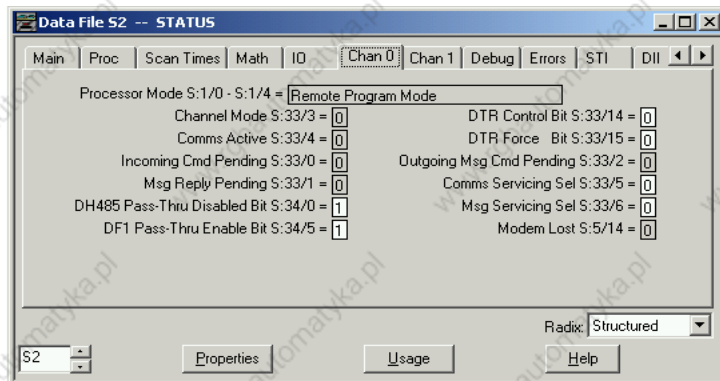 Data File S2 -- STATUS
Main Proc Scan Times Math IO Chan 0 Chan 1 Debug Errors STI DII
Processor Mode S:1/0 - S:1/4 = Remote Program Mode
Channel Mode S:33/3 = 0 DTR Control Bit S:33/14 = 0
Comms Active S:33/4 = 0 DTR Force Bit S:33/15 = 0
Incoming Cmd Pending S:33/0 = 0 Outgoing Msg Cmd Pending S:33/2 = 0
Msg Reply Pending S:33/1 = 0 Comms Servicing Sel S:33/5 = 0
DH485 Pass-Thru Disabled Bit S:34/0 = 1 Msg Servicing Sel S:33/6 = 0
DF1 Pass-Thru Enable Bit S:34/5 = 1 Modem Lost S:5/14 = 0
Radix: Structured
S2 Properties Usage Help